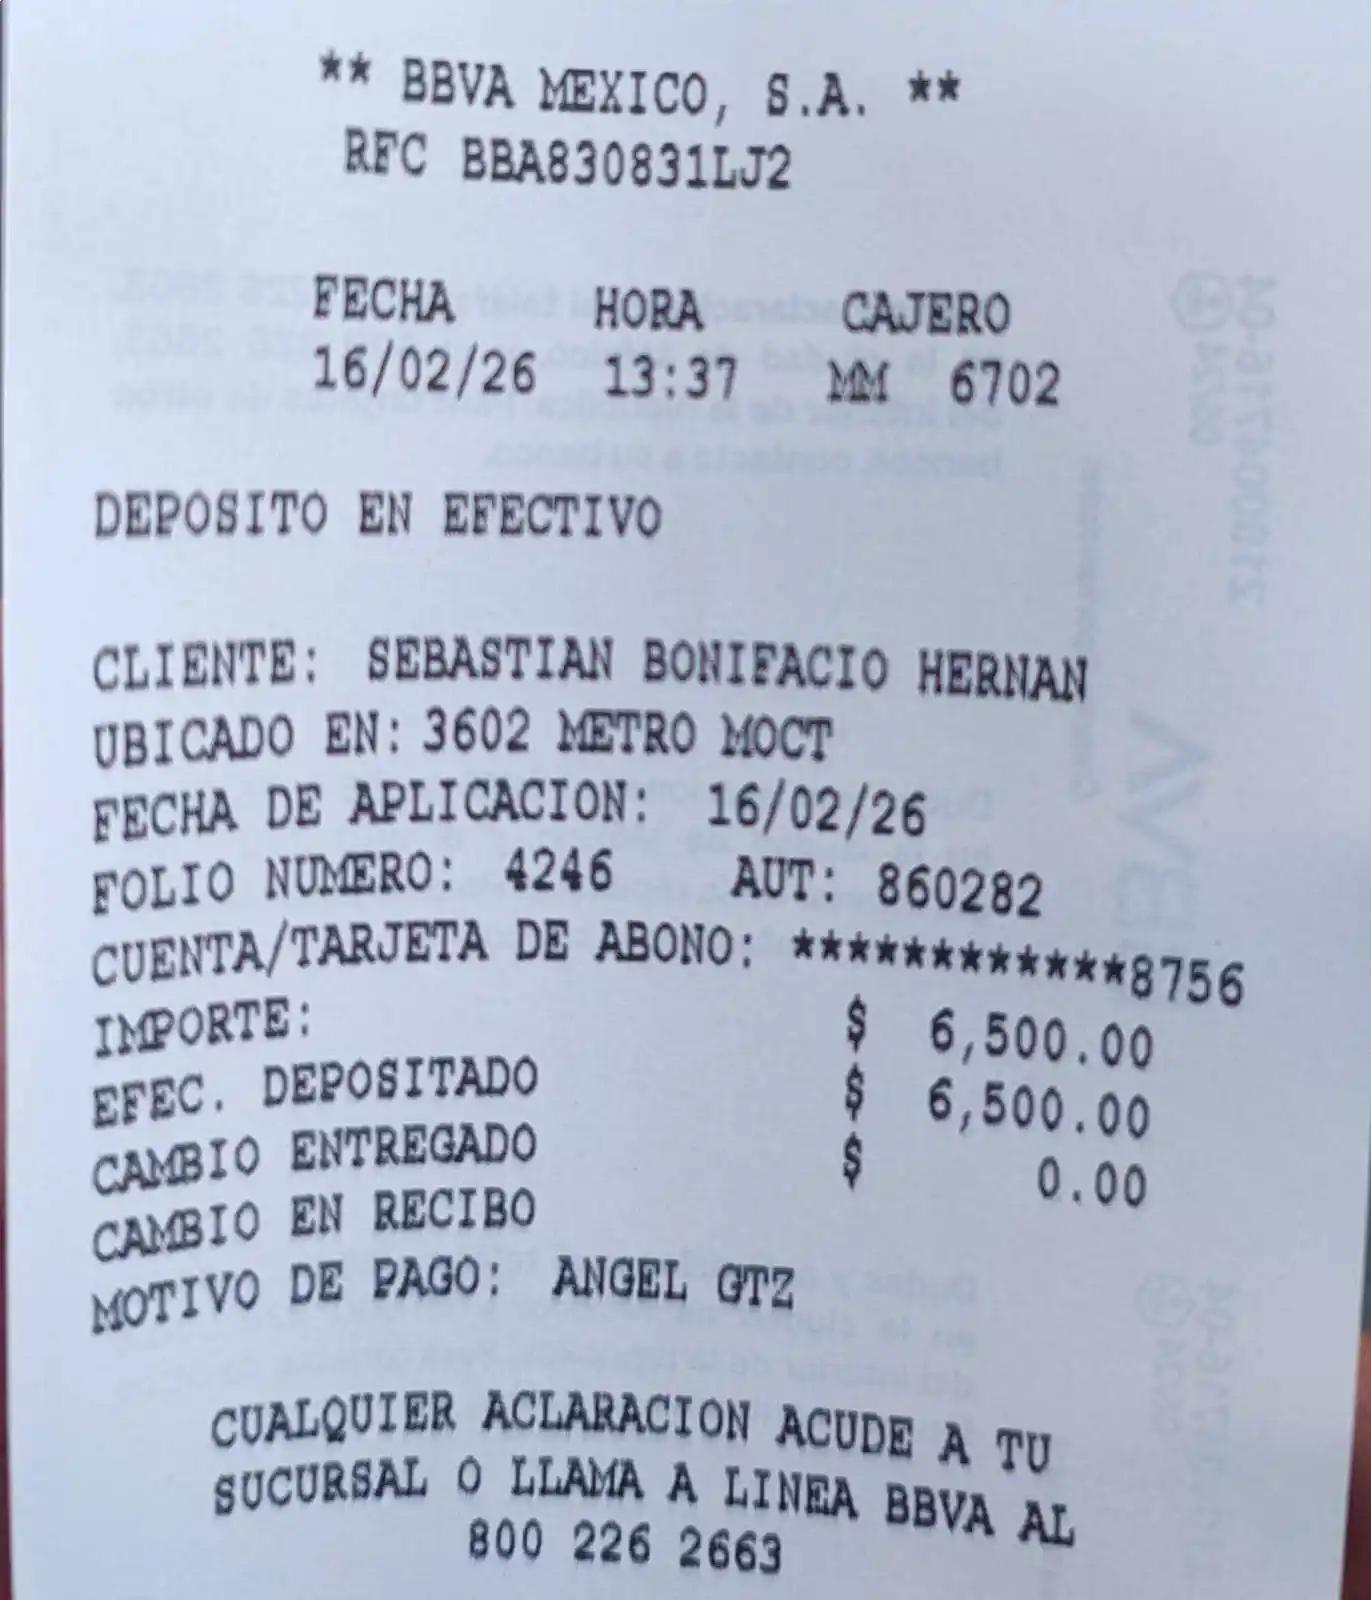 ** BBVA MEXICO, S.A. **
RFC BBA830831LJ2
FECHA HORA CAJERO
16/02/26 13:37 MM 6702
DEPOSITO EN EFECTIVO
CLIENTE: SEBASTIAN BONIFACIO HERNAN
UBICADO EN: 3602 METRO MOCT
FECHA DE APLICACION: 16/02/26
FOLIO NUMERO: 4246 AUT: 860282
CUENTA/TARJETA DE ABONO: ************8756
IMPORTE: $ 6,500.00
EFEC. DEPOSITADO $ 6,500.00
CAMBIO ENTREGADO $ 0.00
CAMBIO EN RECIBO
MOTIVO DE PAGO: ANGEL GTZ
CUALQUIER ACLARACION ACUDE A TU
SUCURSAL O LLAMA A LINEA BBVA AL
800 226 2663